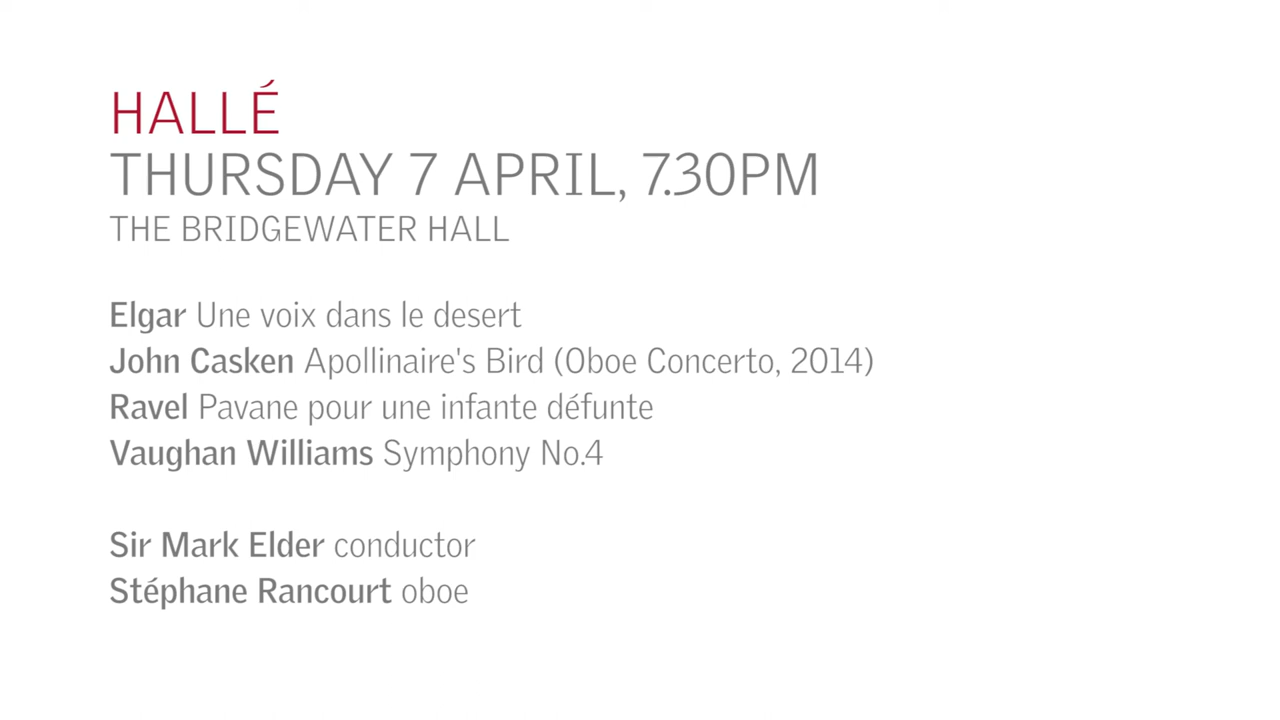 HALLÉ
THURSDAY 7 APRIL, 7.30PM
THE BRIDGEWATER HALL
Elgar Une voix dans le desert
John Casken Apollinaire's Bird (Oboe Concerto, 2014)
Ravel Pavane pour une infante défunte
Vaughan Williams Symphony No.4
Sir Mark Elder conductor
Stéphane Rancourt oboe